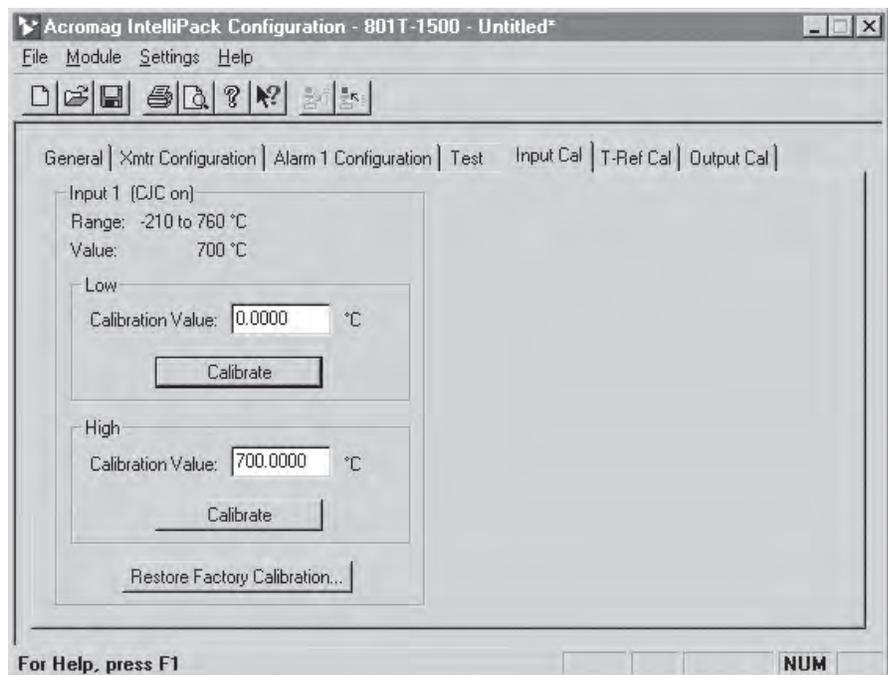 Acromag IntelliPack Configuration - 801T-1500 - Untitled*
File Module Settings Help
General Xmtr Configuration Alarm 1 Configuration Test Input Cal T-Ref Cal Output Cal
Input 1 (CJC on)
Range: -210 to 760 °C
Value: 700 °C
Low
Calibration Value: 0.0000 °C
Calibrate
High
Calibration Value: 700.0000 °C
Calibrate
Restore Factory Calibration...
For Help, press F1 NUM